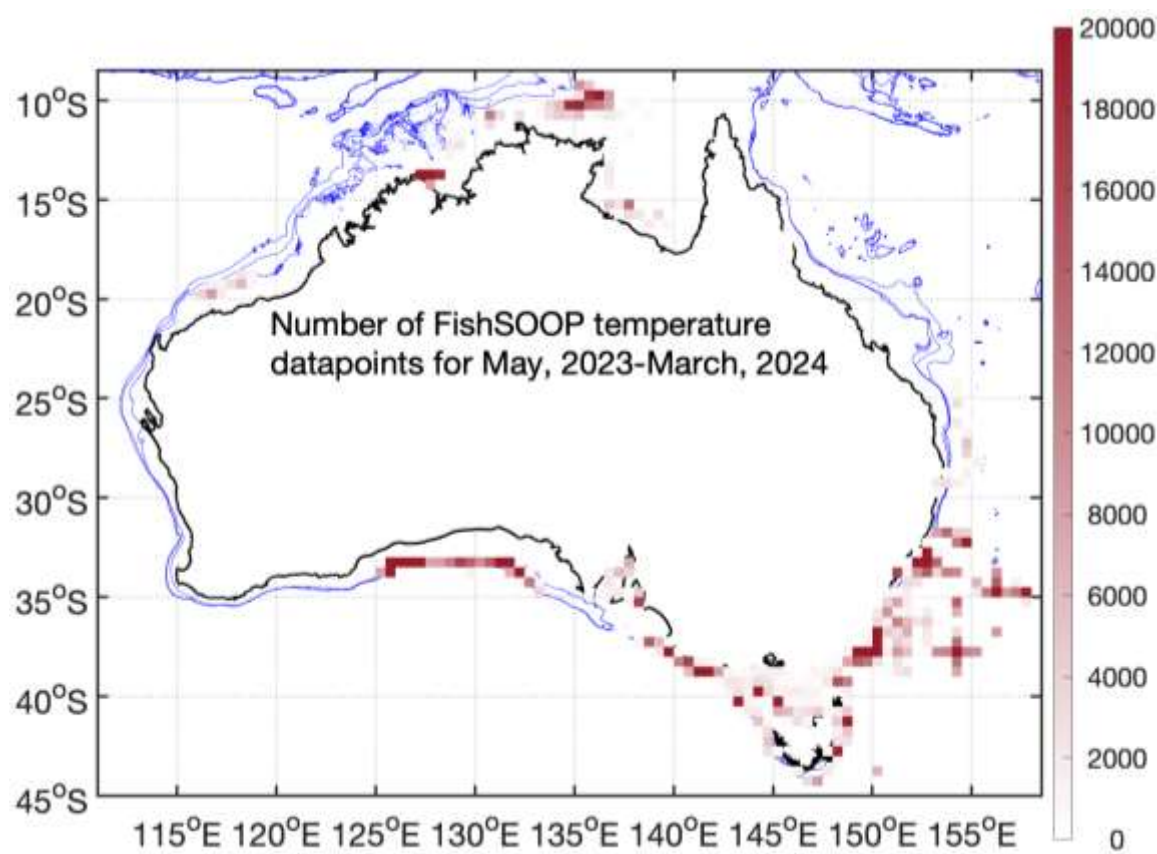 20000
18000
16000
14000
12000
10000
8000
6000
4000
2000
0
10°S
15°S
20°S
25°S
30°S
35°S
40°S
45°S
Number of FishSOOP temperature
datapoints for May, 2023-March, 2024
115°E 120°E 125°E 130°E 135°E 140°E 145°E 150°E 155°E